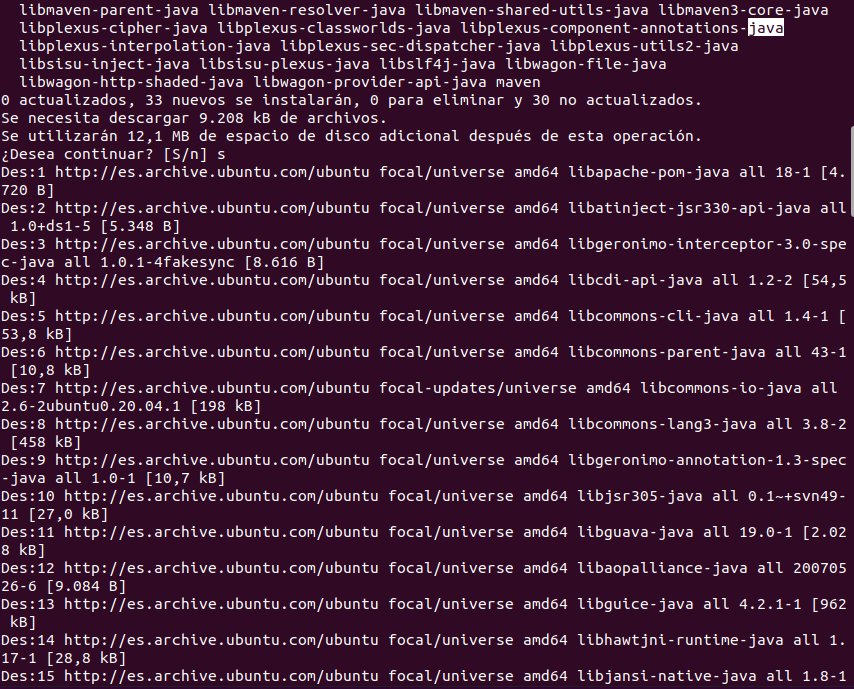 libmaven-parent-java libmaven-resolver-java libmaven-shared-utils-java libmaven3-core-java
libplexus-cipher-java libplexus-classworlds-java libplexus-component-annotations-java
libplexus-interpolation-java libplexus-sec-dispatcher-java libplexus-utils2-java
libsisu-inject-java libsisu-plexus-java libslf4j-java libwagon-file-java
libwagon-http-shaded-java libwagon-provider-api-java maven
0 actualizados, 33 nuevos se instalarán, 0 para eliminar y 30 no actualizados.
Se necesita descargar 9.208 kB de archivos.
Se utilizarán 12,1 MB de espacio de disco adicional después de esta operación.
¿Desea continuar? [S/n] s
Des:1 http://es.archive.ubuntu.com/ubuntu focal/universe amd64 libapache-pom-java all 18-1 [4.
720 B]
Des:2 http://es.archive.ubuntu.com/ubuntu focal/universe amd64 libatinject-jsr330-api-java all
1.0+ds1-5 [5.348 B]
Des:3 http://es.archive.ubuntu.com/ubuntu focal/universe amd64 libgeronimo-interceptor-3.0-spe
c-java all 1.0.1-4fakesync [8.616 B]
Des:4 http://es.archive.ubuntu.com/ubuntu focal/universe amd64 libcdi-api-java all 1.2-2 [54,5
kB]
Des:5 http://es.archive.ubuntu.com/ubuntu focal/universe amd64 libcommons-cli-java all 1.4-1 [
53,8 kB]
Des:6 http://es.archive.ubuntu.com/ubuntu focal/universe amd64 libcommons-parent-java all 43-1
[10,8 kB]
Des:7 http://es.archive.ubuntu.com/ubuntu focal-updates/universe amd64 libcommons-io-java all
2.6-2ubuntu0.20.04.1 [198 kB]
Des:8 http://es.archive.ubuntu.com/ubuntu focal/universe amd64 libcommons-lang3-java all 3.8-2
[458 kB]
Des:9 http://es.archive.ubuntu.com/ubuntu focal/universe amd64 libgeronimo-annotation-1.3-spec
-java all 1.0-1 [10,7 kB]
Des:10 http://es.archive.ubuntu.com/ubuntu focal/universe amd64 libjsr305-java all 0.1~+svn49-
11 [27,0 kB]
Des:11 http://es.archive.ubuntu.com/ubuntu focal/universe amd64 libguava-java all 19.0-1 [2.02
8 kB]
Des:12 http://es.archive.ubuntu.com/ubuntu focal/universe amd64 libaopalliance-java all 200705
26-6 [9.084 B]
Des:13 http://es.archive.ubuntu.com/ubuntu focal/universe amd64 libguice-java all 4.2.1-1 [962
kB]
Des:14 http://es.archive.ubuntu.com/ubuntu focal/universe amd64 libhawtjni-runtime-java all 1.
17-1 [28,8 kB]
Des:15 http://es.archive.ubuntu.com/ubuntu focal/universe amd64 libjansi-native-java all 1.8-1